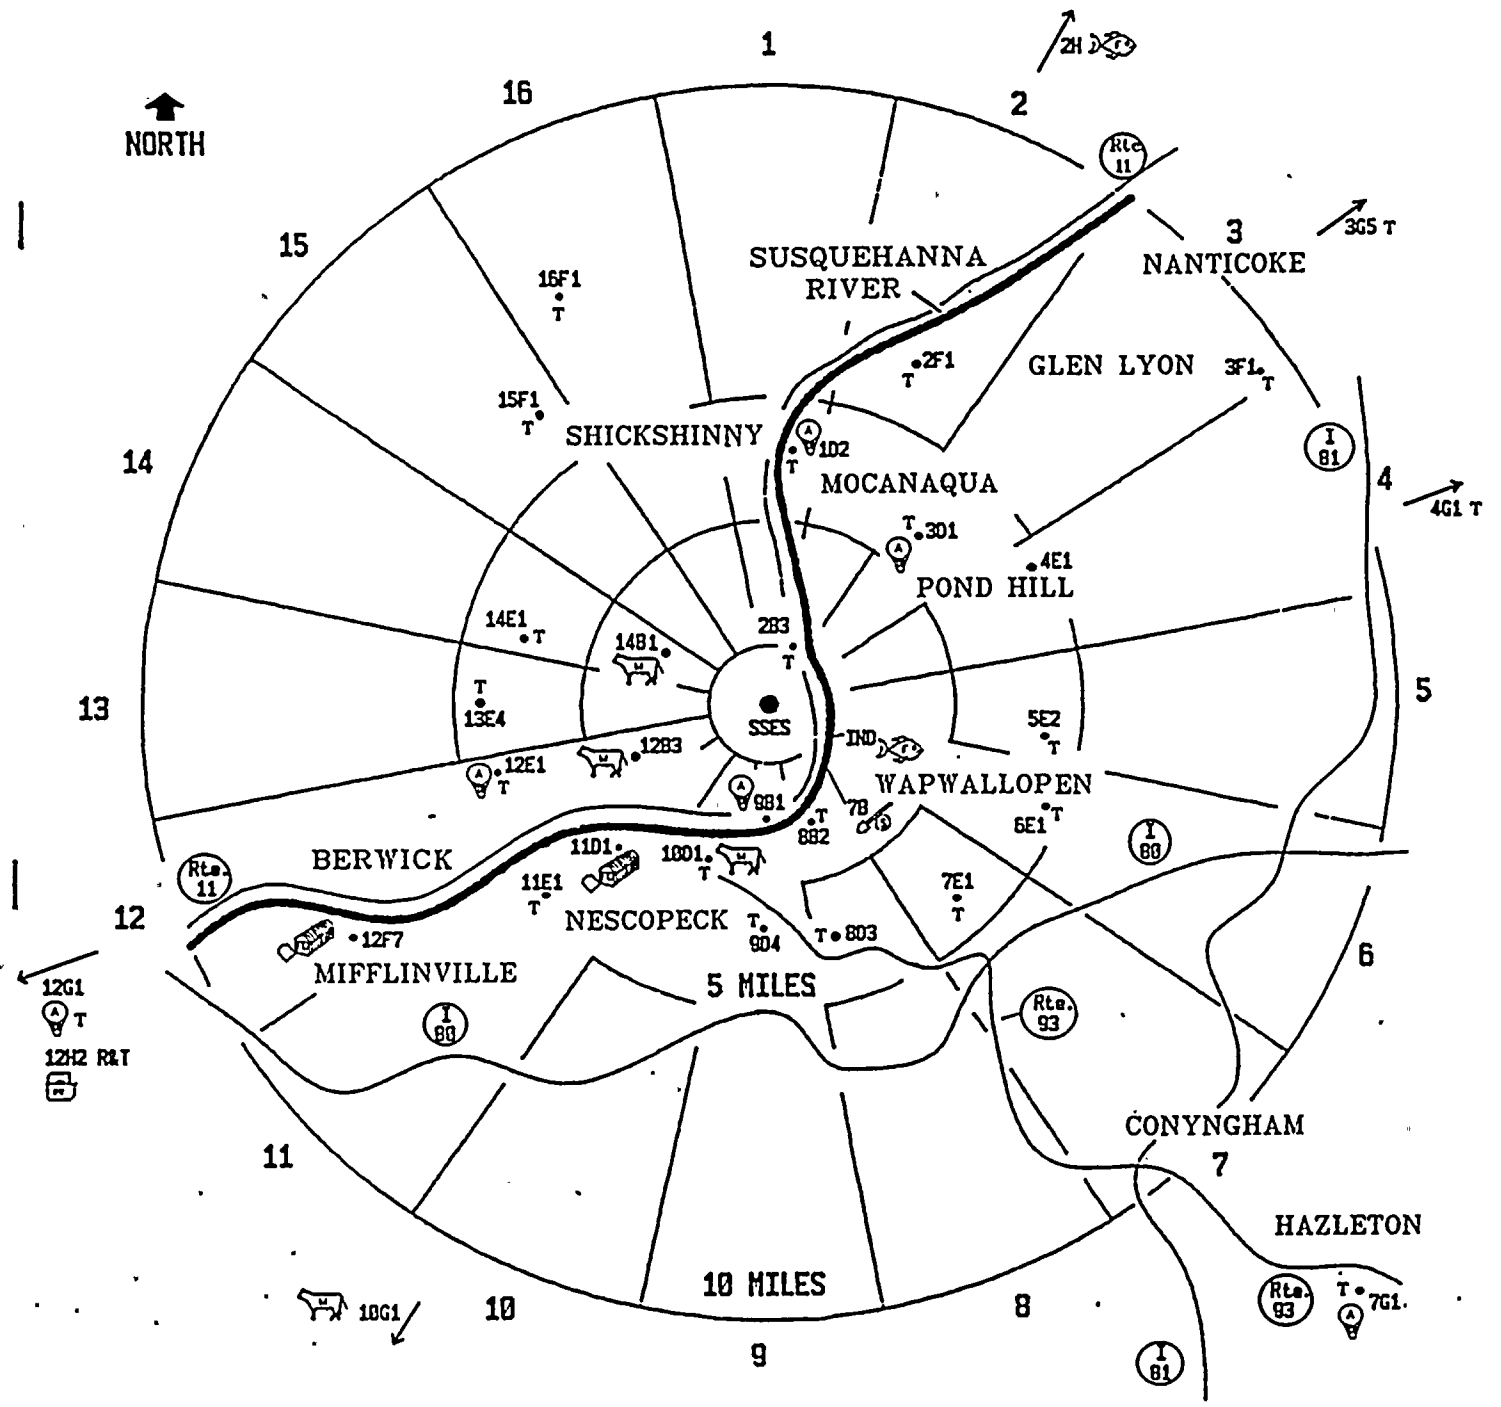 1
2H
16
2
NORTH
Rte
11
15
3
3G5 T
NANTICOKE
SUSQUEHANNA
RIVER
16F1
T
2F1
T
GLEN LYON
3F1
T
15F1
T
SHICKSHINNY
A
1D2
T
I
81
14
MOCANAQUA
4
4G1 T
T
3D1
A
4E1
POND HILL
2B3
T
14E1
T
14B1
M
T
13E4
13
SSES
5
5E2
T
IND
12B3
M
A
12E1
T
WAPWALLOPEN
A
9B1
T
8B2
7B
6E1
T
I
80
BERWICK
11D1
10D1
T
M
Rte.
11
11E1
T
7E1
T
12
NESCOPECK
T
9D4
T
8D3
12F7
6
MIFFLINVILLE
5 MILES
12G1
A
T
I
80
Rte.
93
12H2 R&T
CONYNGHAM
11
7
HAZLETON
10 MILES
M
10G1
10
8
Rte.
93
T
7G1
A
9
I
81